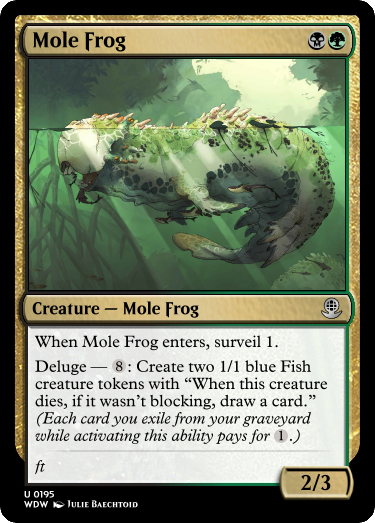 Mole Frog
Creature — Mole Frog
When Mole Frog enters, surveil 1.
Deluge — 8: Create two 1/1 blue Fish
creature tokens with “When this creature
dies, if it wasn't blocking, draw a card.”
(Each card you exile from your graveyard
while activating this ability pays for 1.)
ft
2/3
U 0195
WDW Julie Baechtoid